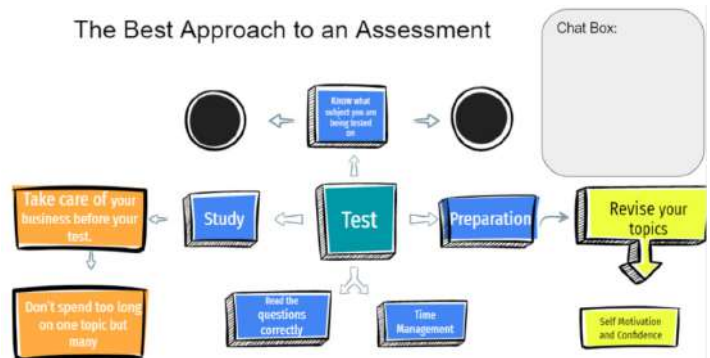 The Best Approach to an Assessment
Chat Box:
Know what
subject you are
being tested
on
Take care of your
business before your
test.
Study
Test
Preparation
Revise your
topics
Don't spend too long
on one topic but
many
Read the
questions
correctly
Time
Management
Self Motivation
and Confidence